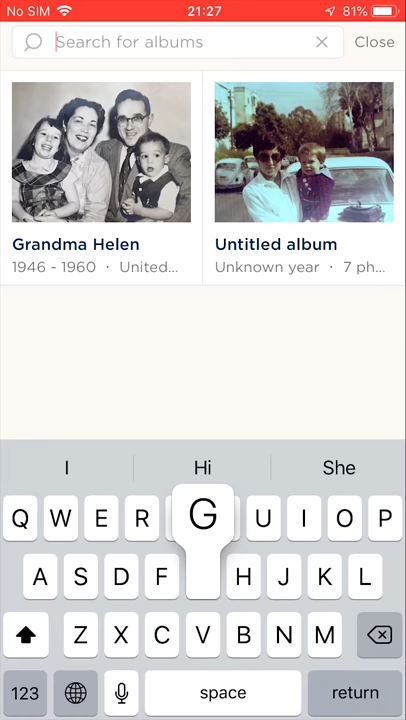 No SIM 21:27 81%
Search for albums Close
Grandma Helen
1946 - 1960 · United...
Untitled album
Unknown year · 7 ph...
I Hi She
Q W E R G U I O P
A S D F H J K L
Z X C V B N M
123 space return